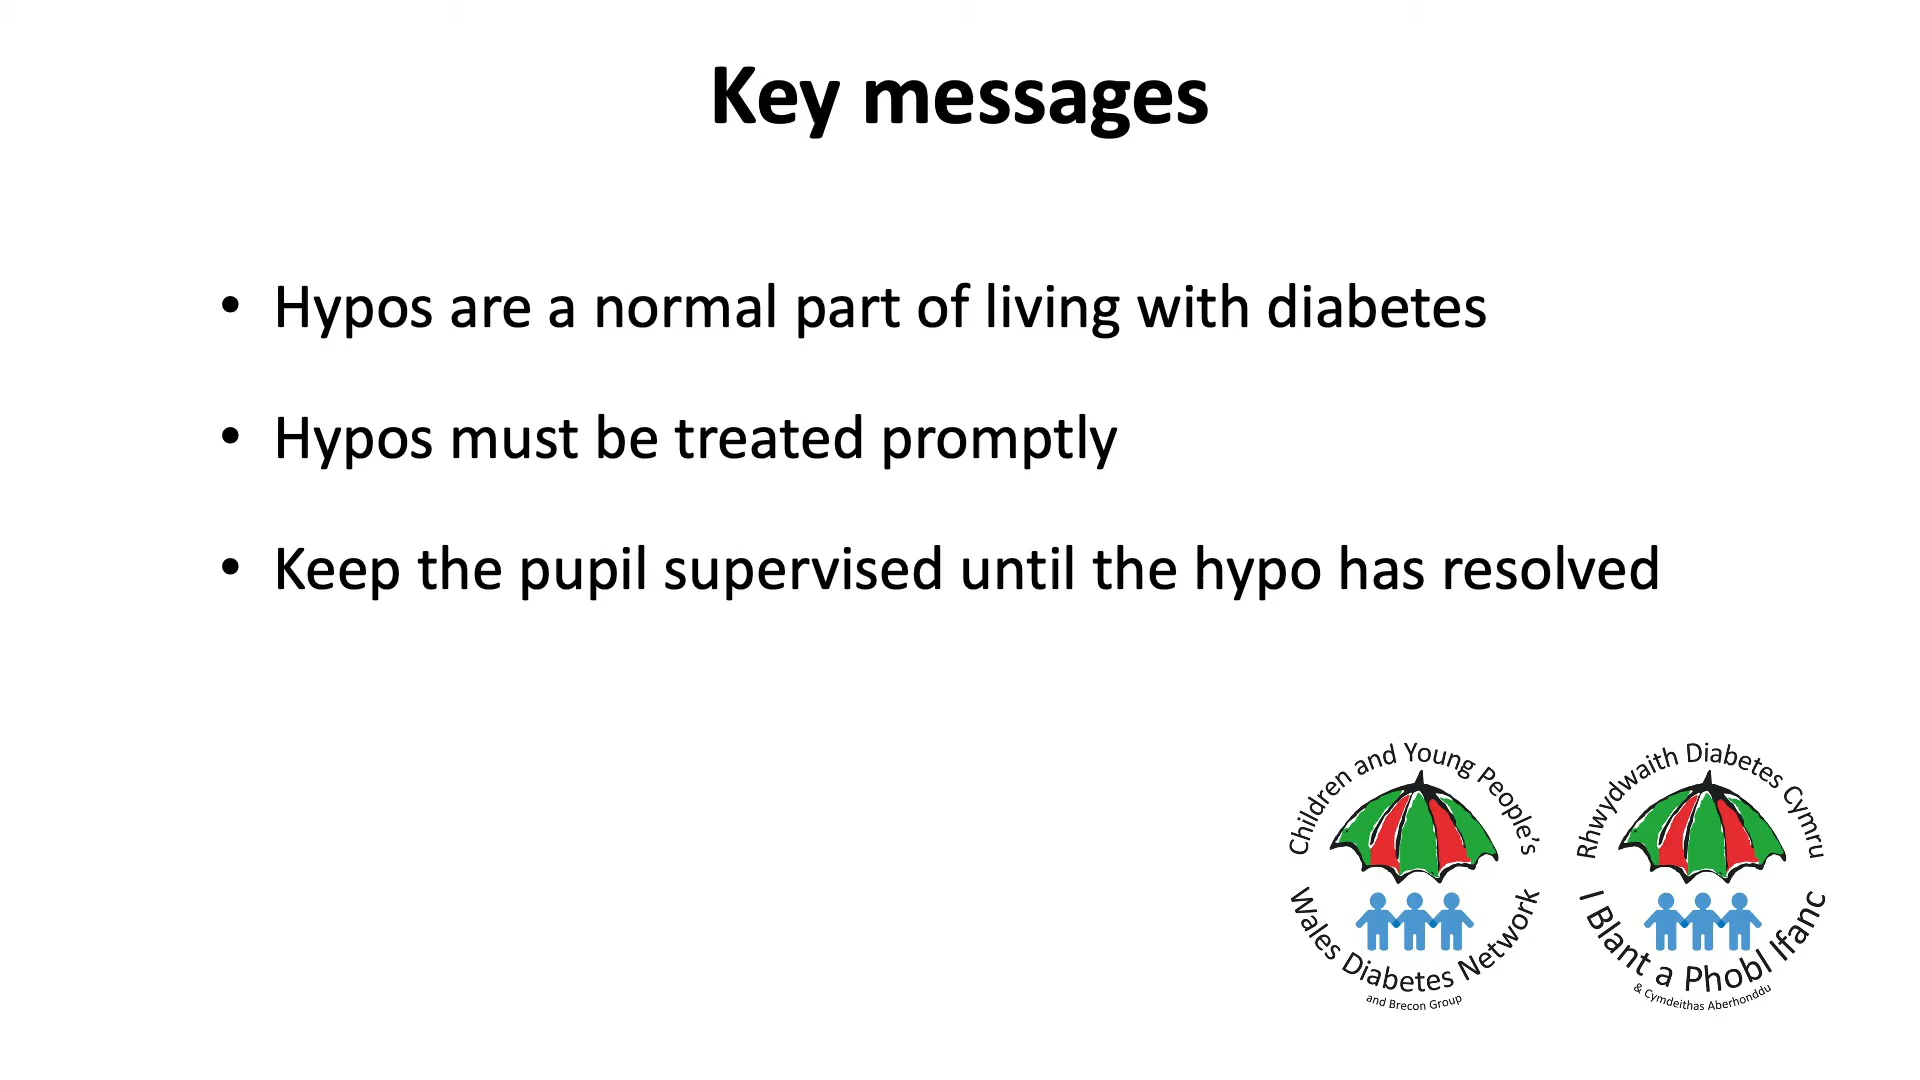 Key messages
• Hypos are a normal part of living with diabetes
• Hypos must be treated promptly
• Keep the pupil supervised until the hypo has resolved
Children and Young People's
Wales Diabetes Network
and Brecon Group
Rhwydwaith Diabetes Cymru
I Blant a Phobl Ifanc
& Cymdeithas Aberhonddu